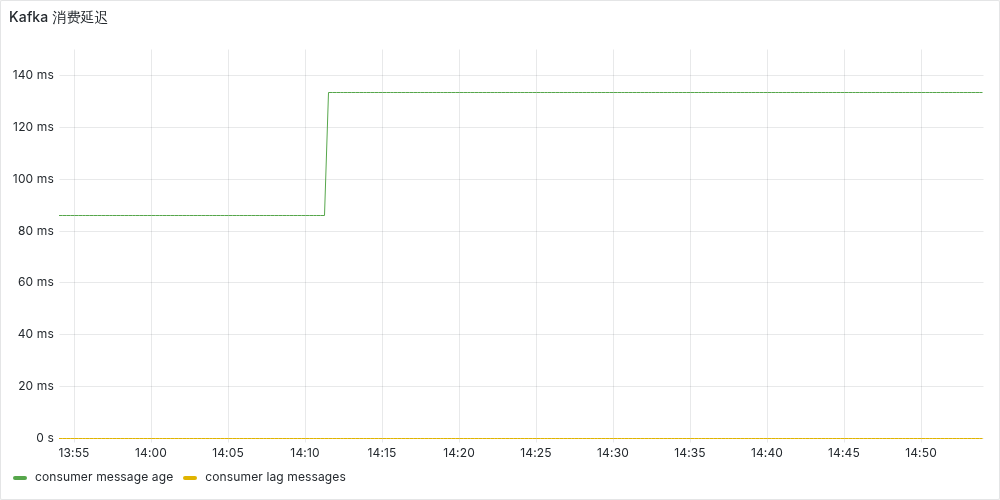 Kafka 消费延迟
140 ms
120 ms
100 ms
80 ms
60 ms
40 ms
20 ms
0 s
13:55 14:00 14:05 14:10 14:15 14:20 14:25 14:30 14:35 14:40 14:45 14:50
consumer message age consumer lag messages